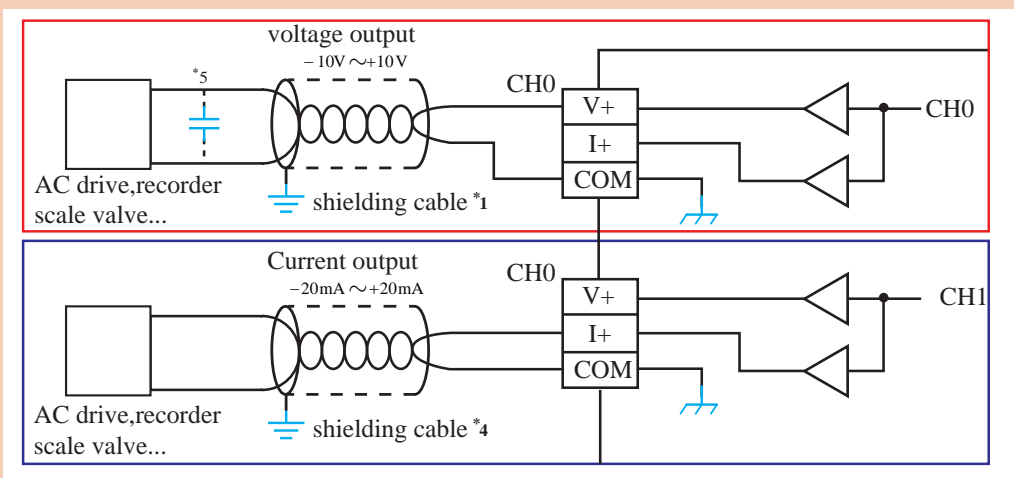 voltage output
−10V～+10V
*5
CH0
V+
I+
COM
CH0
AC drive,recorder
scale valve...
shielding cable *1
Current output
−20mA～+20mA
CH0
V+
I+
COM
CH1
AC drive,recorder
scale valve...
shielding cable *4